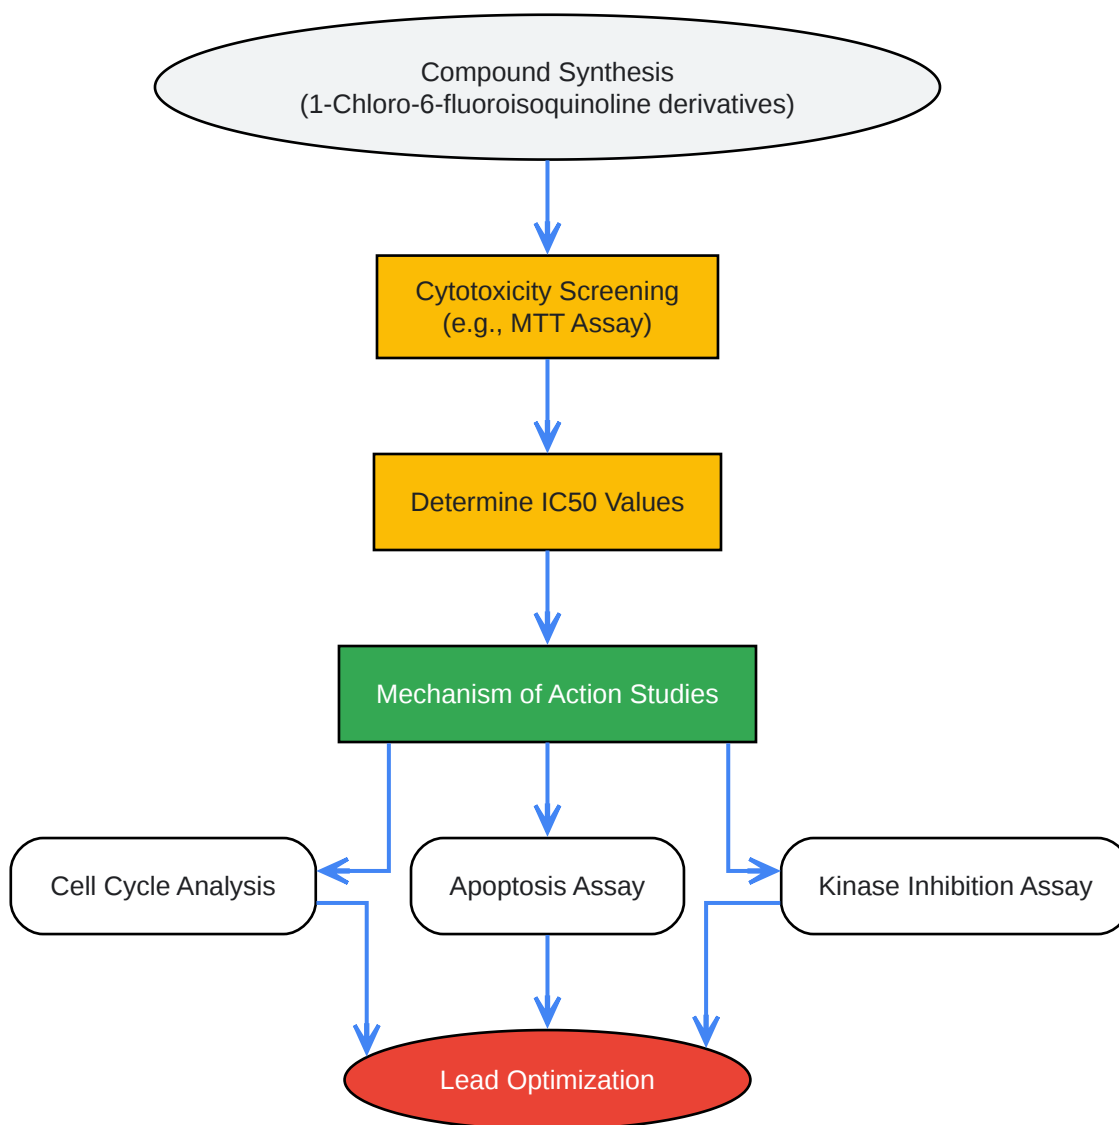 Compound Synthesis
(1-Chloro-6-fluoroisoquinoline derivatives)
Cytotoxicity Screening
(e.g., MTT Assay)
Determine IC50 Values
Mechanism of Action Studies
Cell Cycle Analysis
Apoptosis Assay
Kinase Inhibition Assay
Lead Optimization